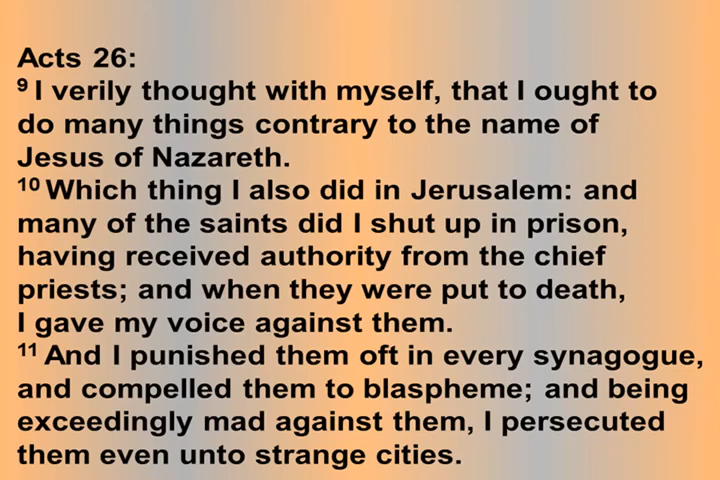 Acts 26:
⁹ I verily thought with myself, that I ought to
do many things contrary to the name of
Jesus of Nazareth.
¹⁰ Which thing I also did in Jerusalem: and
many of the saints did I shut up in prison,
having received authority from the chief
priests; and when they were put to death,
I gave my voice against them.
¹¹ And I punished them oft in every synagogue,
and compelled them to blaspheme; and being
exceedingly mad against them, I persecuted
them even unto strange cities.